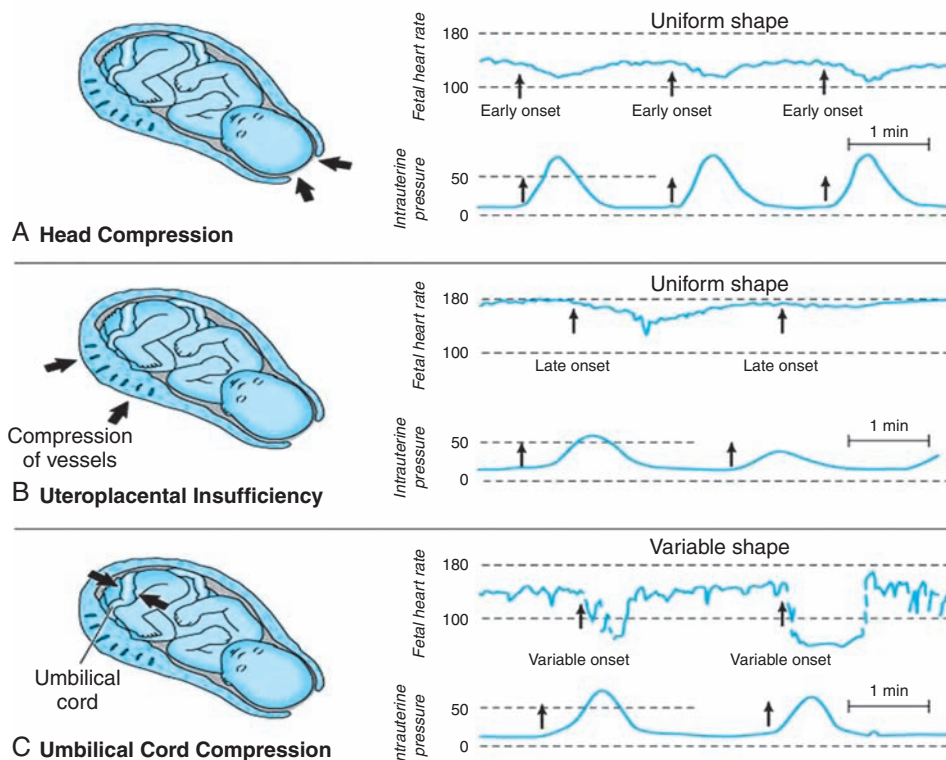 Uniform shape
180
Fetal heart rate
100
Early onset
Early onset
Early onset
1 min
Intrauterine
pressure
50
0
A Head Compression
Uniform shape
180
Fetal heart rate
100
Late onset
Late onset
1 min
Compression
of vessels
Intrauterine
pressure
50
0
B Uteroplacental Insufficiency
Variable shape
180
Fetal heart rate
100
Variable onset
Variable onset
1 min
Umbilical
cord
Intrauterine
pressure
50
0
C Umbilical Cord Compression